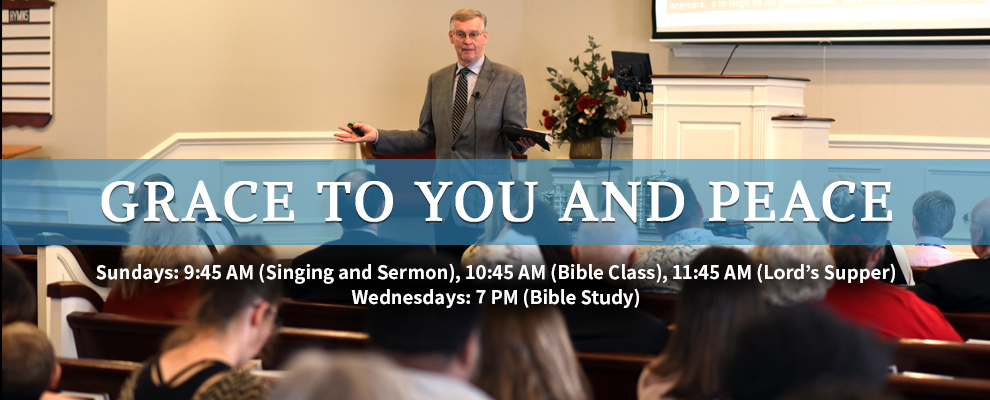 HYMNS
GRACE TO YOU AND PEACE
Sundays: 9:45 AM (Singing and Sermon), 10:45 AM (Bible Class), 11:45 AM (Lord’s Supper)
Wednesdays: 7 PM (Bible Study)